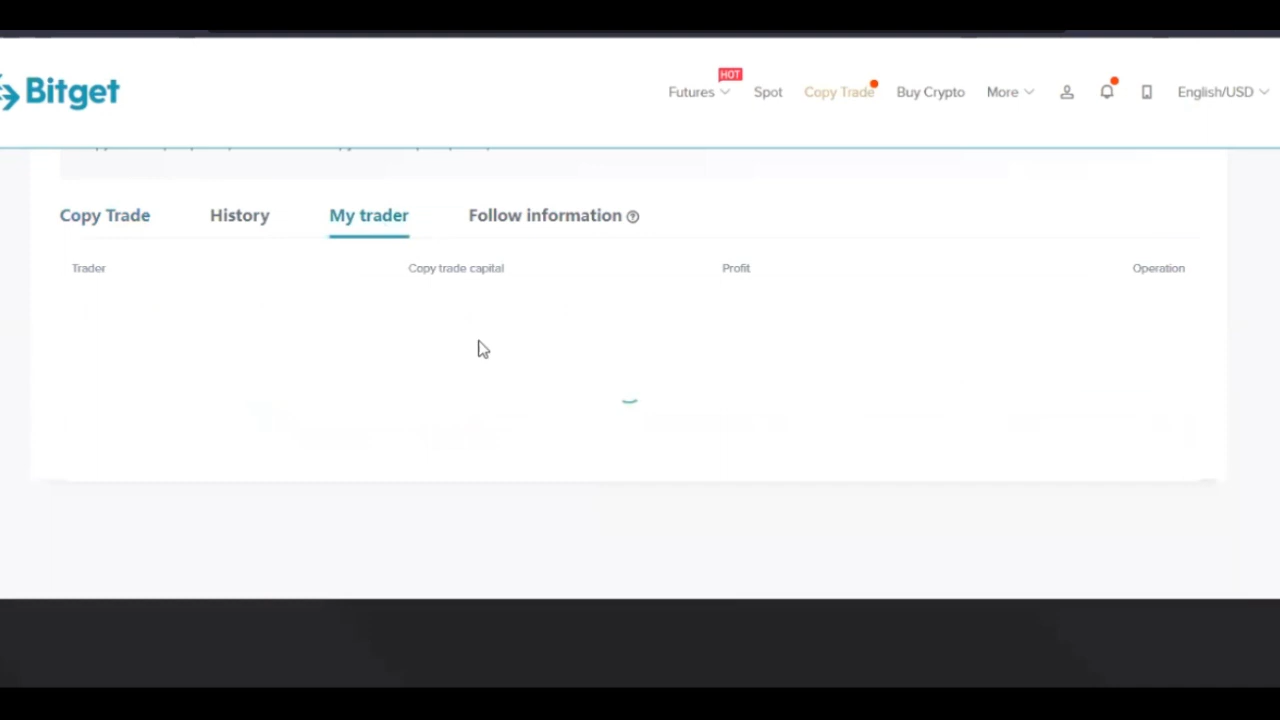 HOT
Bitget
Futures Spot Copy Trade Buy Crypto More English/USD
Copy Trade History My trader Follow information
Trader Copy trade capital Profit Operation